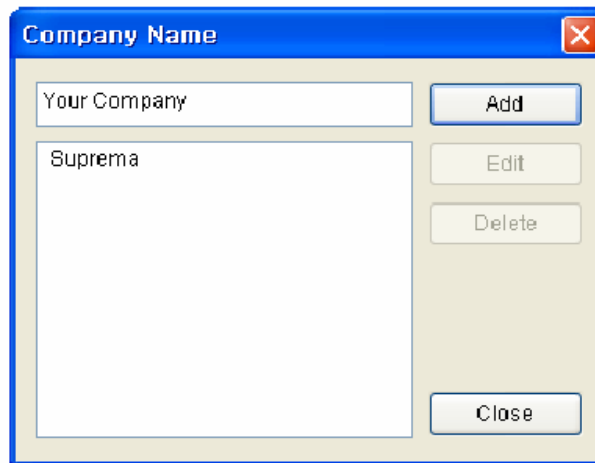 Company Name
Your Company
Add
Suprema
Edit
Delete
Close